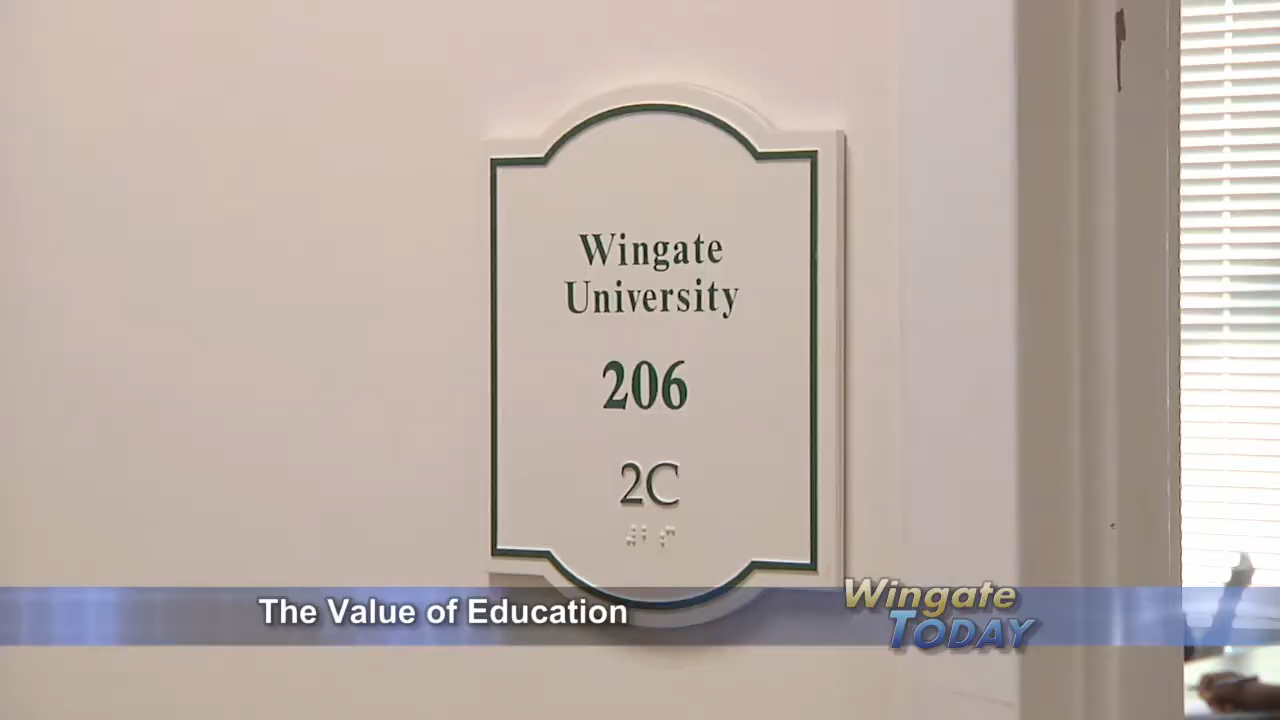 Wingate
University
206
2C
The Value of Education
Wingate
TODAY